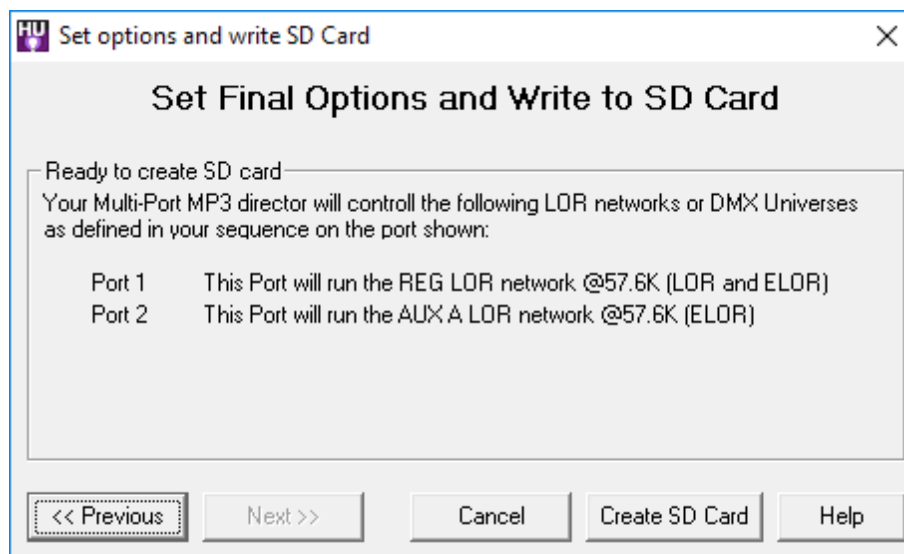 HU Set options and write SD Card
Set Final Options and Write to SD Card
Ready to create SD card
Your Multi-Port MP3 director will controll the following LOR networks or DMX Universes
as defined in your sequence on the port shown:
Port 1 This Port will run the REG LOR network @57.6K (LOR and ELOR)
Port 2 This Port will run the AUX A LOR network @57.6K (ELOR)
<< Previous Next >> Cancel Create SD Card Help